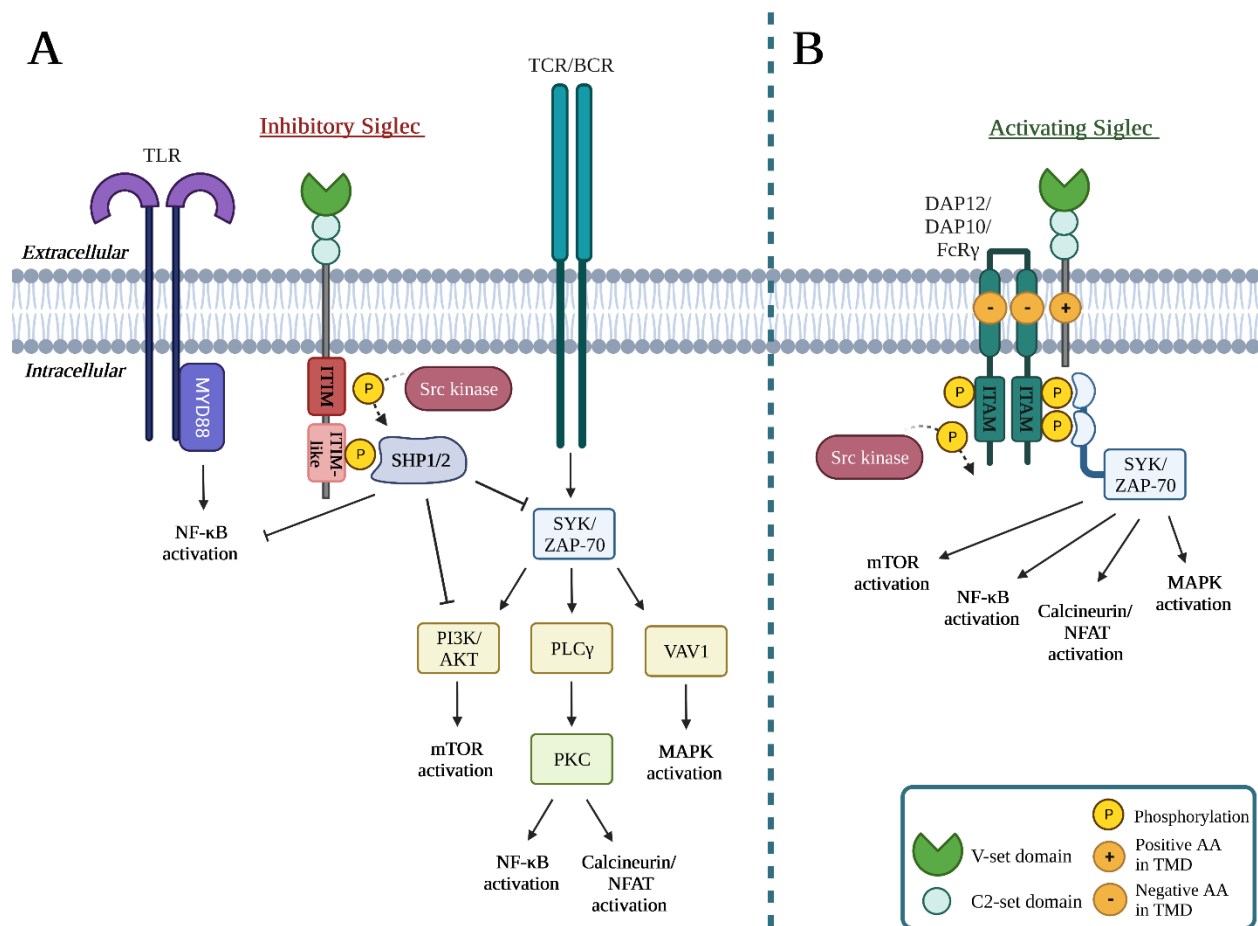 A
TCR/BCR
Inhibitory Siglec
TLR
Extracellular
Intracellular
MYD88
ITIM
P
Src kinase
ITIM-
like
P
SHP1/2
NF-κB
activation
SYK/
ZAP-70
PI3K/
AKT
PLCγ
VAV1
mTOR
activation
PKC
MAPK
activation
NF-κB
activation
Calcineurin/
NFAT
activation
B
Activating Siglec
DAP12/
DAP10/
FcRγ
-
-
+
P
ITAM
ITAM
P
P
P
Src kinase
SYK/
ZAP-70
mTOR
activation
NF-κB
activation
Calcineurin/
NFAT
activation
MAPK
activation
V-set domain
C2-set domain
P
Phosphorylation
+
Positive AA
in TMD
-
Negative AA
in TMD